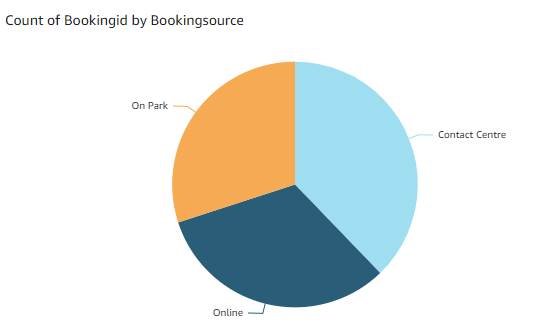 Count of Bookingid by Bookingsource
On Park
Contact Centre
Online